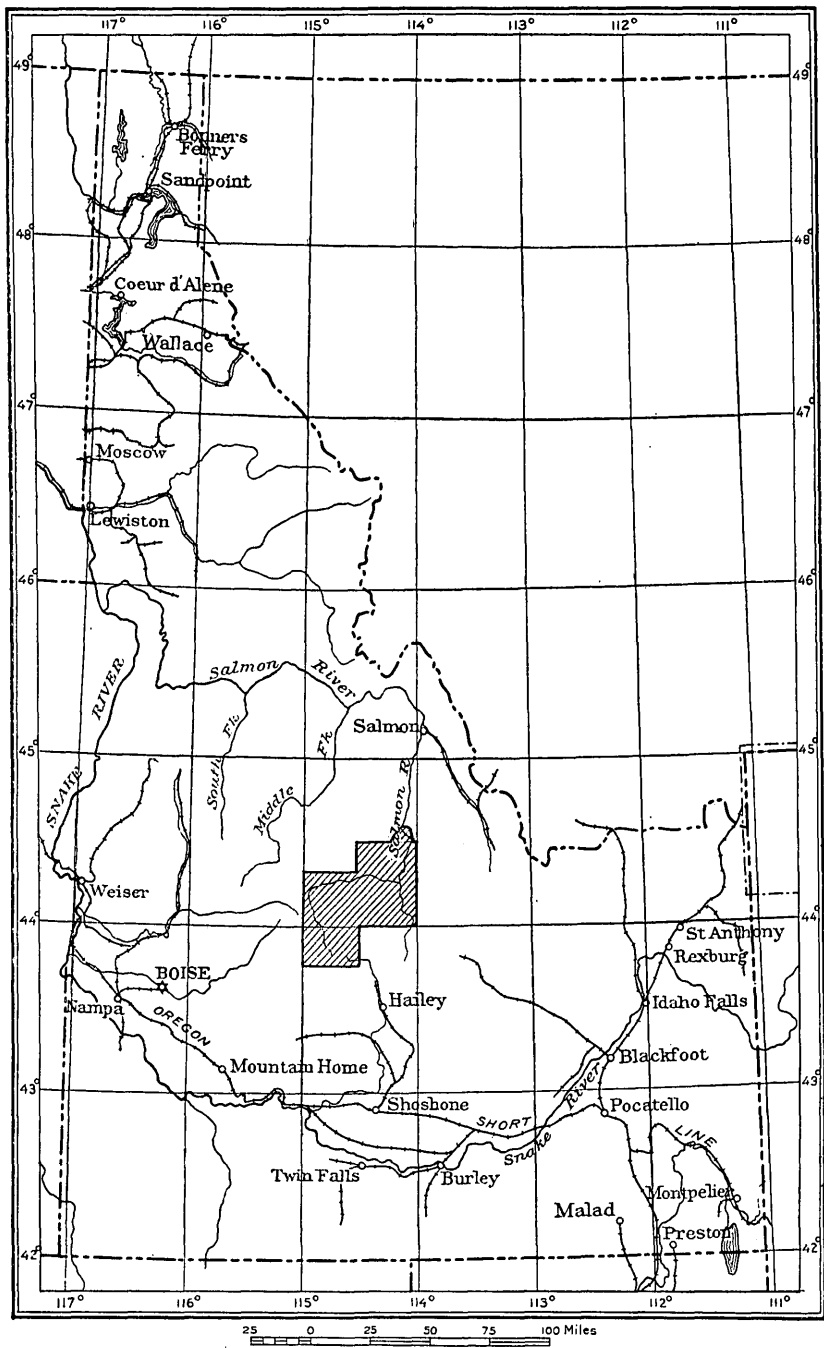 117° 116° 115° 114° 113° 112° 111°
49° 49°
Bonners
Ferry
Sandpoint
48° 48°
Coeur d'Alene
Wallace
47° 47°
Moscow
Lewiston
46° 46°
Salmon River
SNAKE RIVER
South Fk
Middle Fk
Salmon
Salmon R
45° 45°
Weiser
44° 44°
St Anthony
Rexburg
BOISE
Nampa
Hailey
Idaho Falls
OREGON SHORT LINE
Mountain Home
Blackfoot
43° 43°
Shoshone
Pocatello
Snake River
Twin Falls
Burley
Montpelier
Malad
Preston
42° 42°
117° 116° 115° 114° 113° 112° 111°
25 0 25 50 75 100 Miles